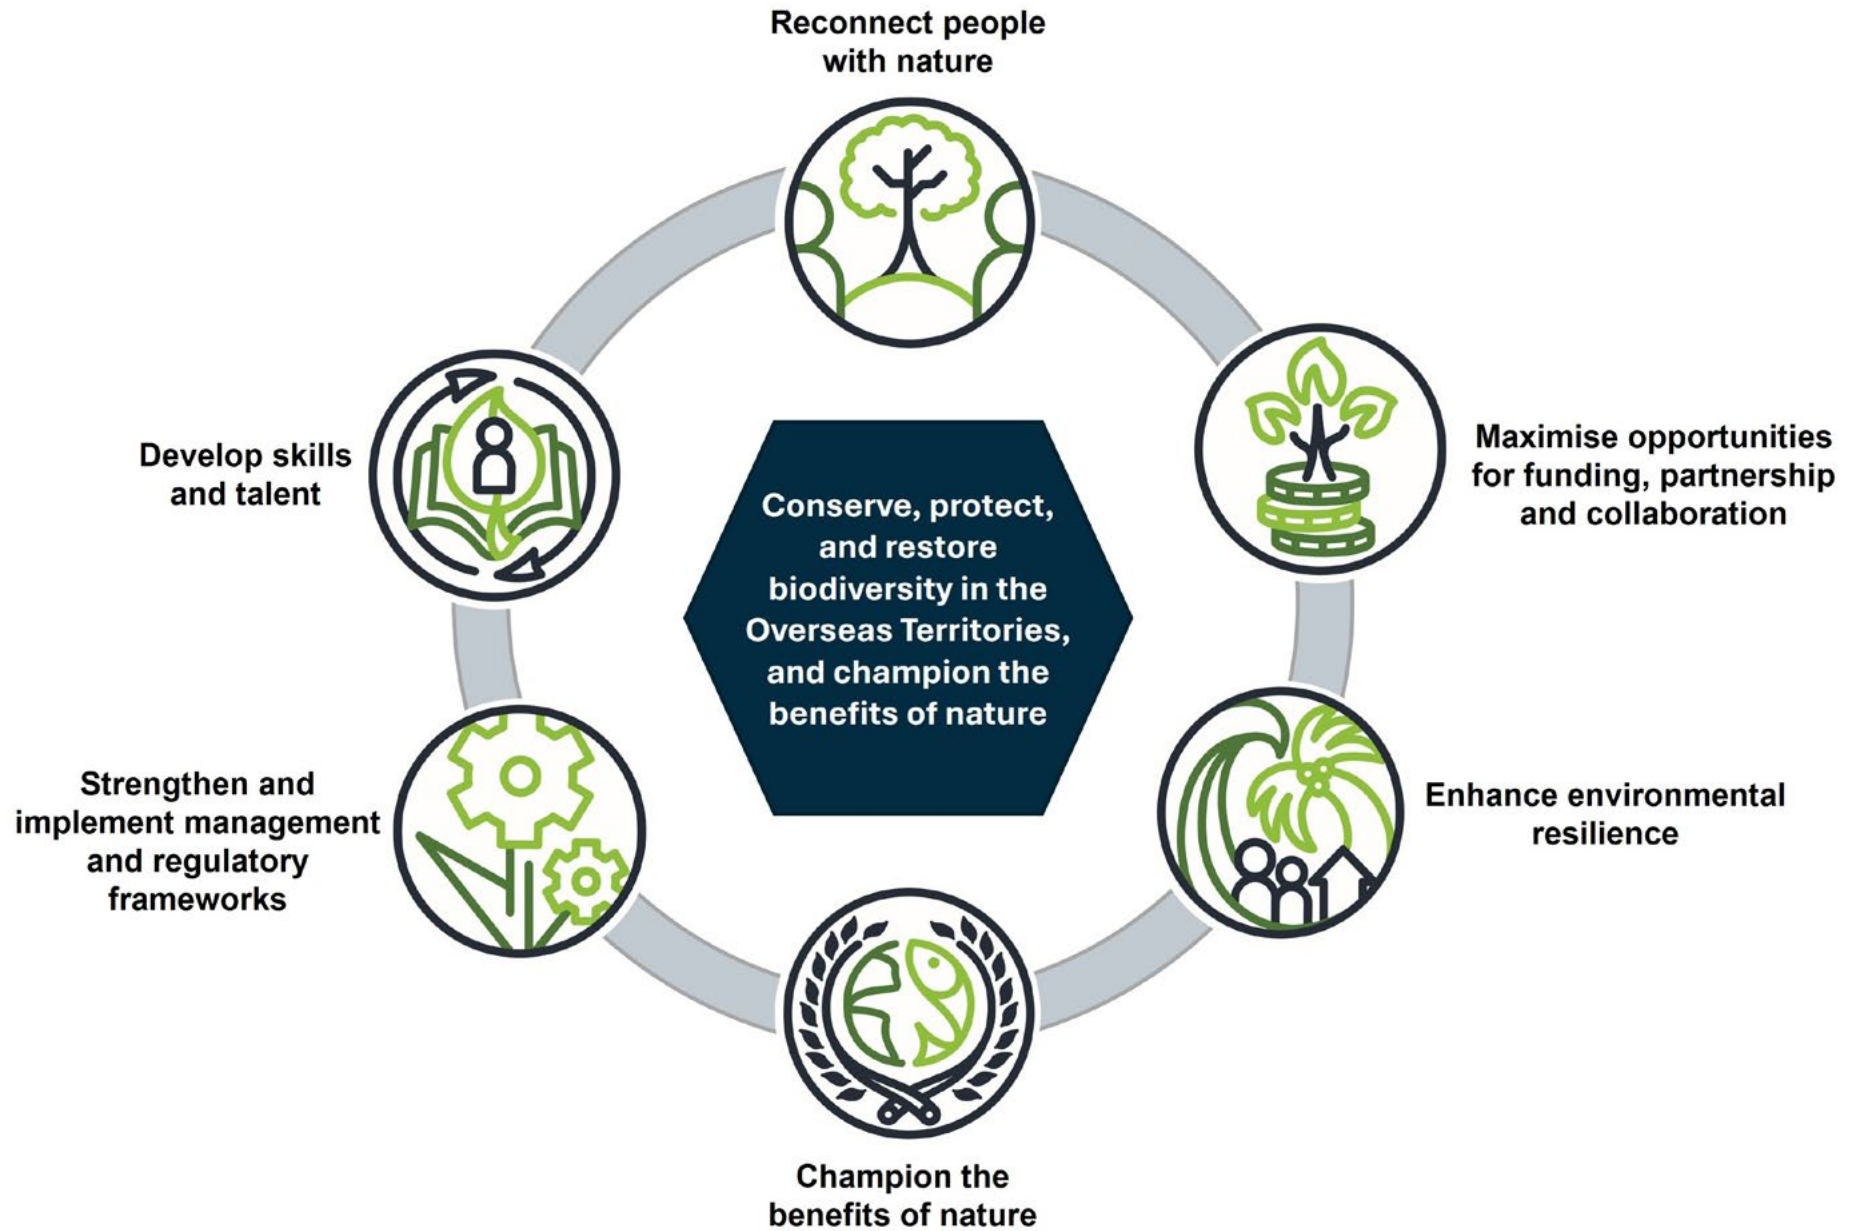 Reconnect people
with nature
Maximise opportunities
for funding, partnership
and collaboration
Enhance environmental
resilience
Champion the
benefits of nature
Strengthen and
implement management
and regulatory
frameworks
Develop skills
and talent
Conserve, protect,
and restore
biodiversity in the
Overseas Territories,
and champion the
benefits of nature